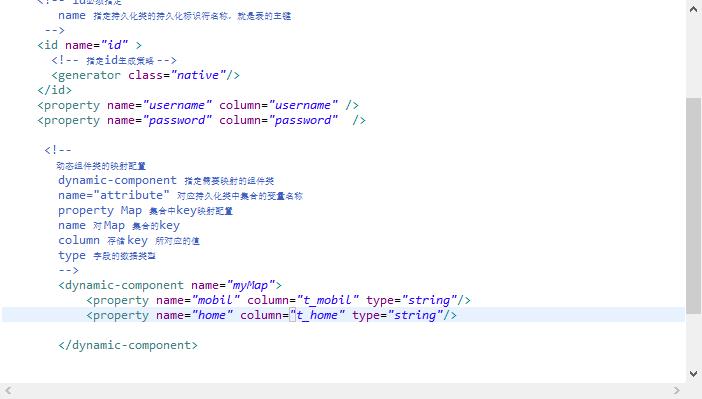 <!-- id必须指定
name 指定持久化类的持久化标识符名称，就是表的主键
-->
<id name="id" >
<!-- 指定id生成策略 -->
<generator class="native"/>
</id>
<property name="username" column="username" />
<property name="password" column="password"  />
<!--
动态组件类的映射配置
dynamic-component 指定需要映射的组件类
name="attribute" 对应持久化类中集合的变量名称
property Map 集合中key映射配置
name 对Map 集合的key
column 存储key 所对应的值
type 字段的数据类型
-->
<dynamic-component name="myMap">
<property name="mobil" column="t_mobil" type="string"/>
<property name="home" column="t_home" type="string"/>
</dynamic-component>